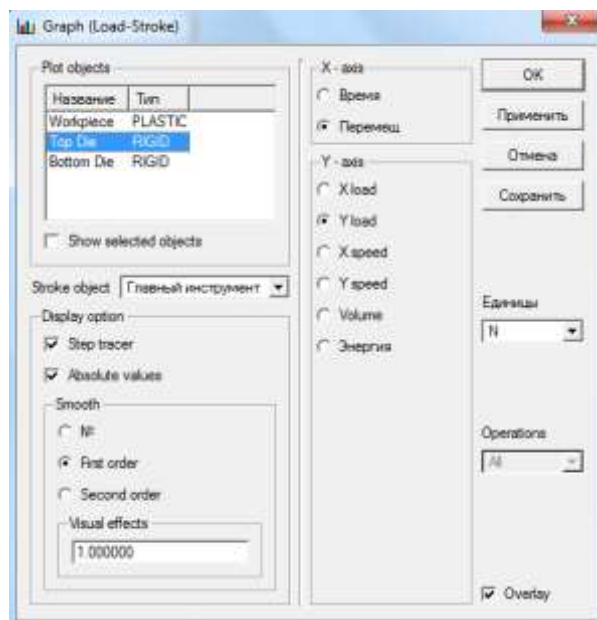 Graph (Load-Stroke)
Plot objects
Название Тип
Workpiece PLASTIC
Top Die RIGID
Bottom Die RIGID
Show selected objects
Stroke object Главный инструмент
Display option
Step tracer
Absolute values
Smooth
№
First order
Second order
Visual effects
1.000000
X - axis
Время
Перемещ
Y - axis
X load
Y load
X speed
Y speed
Volume
Энергия
OK
Применить
Отмена
Сохранить
Единицы
N
Operations
All
Overlay